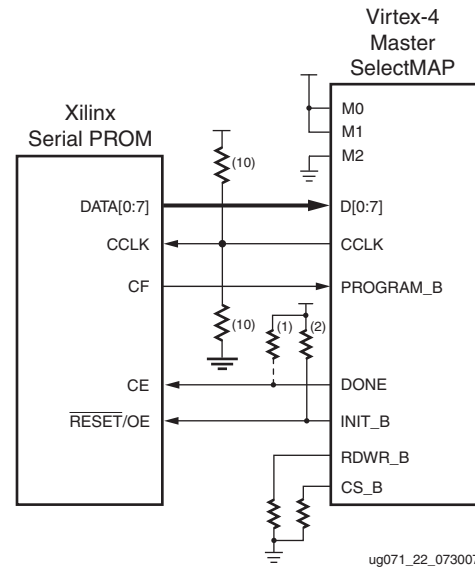 Virtex-4
Master
SelectMAP
Xilinx
Serial PROM
M0
M1
M2
(10)
DATA[0:7]
D[0:7]
CCLK
CCLK
CF
PROGRAM_B
(10)
(1)
(2)
CE
DONE
RESET/OE
INIT_B
RDWR_B
CS_B
ug071_22_073007